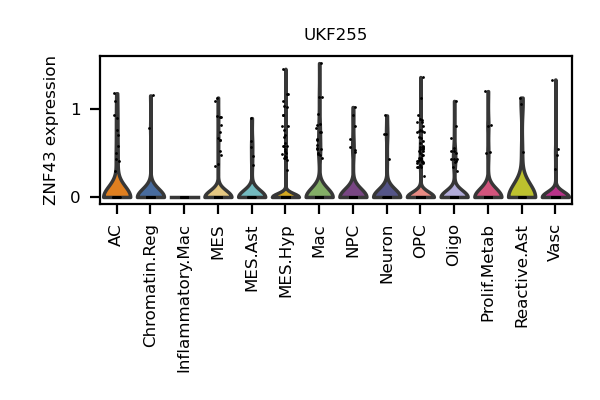 UKF255
ZNF43 expression
1
0
AC
Chromatin.Reg
Inflammatory.Mac
MES
MES.Ast
MES.Hyp
Mac
NPC
Neuron
OPC
Oligo
Prolif.Metab
Reactive.Ast
Vasc